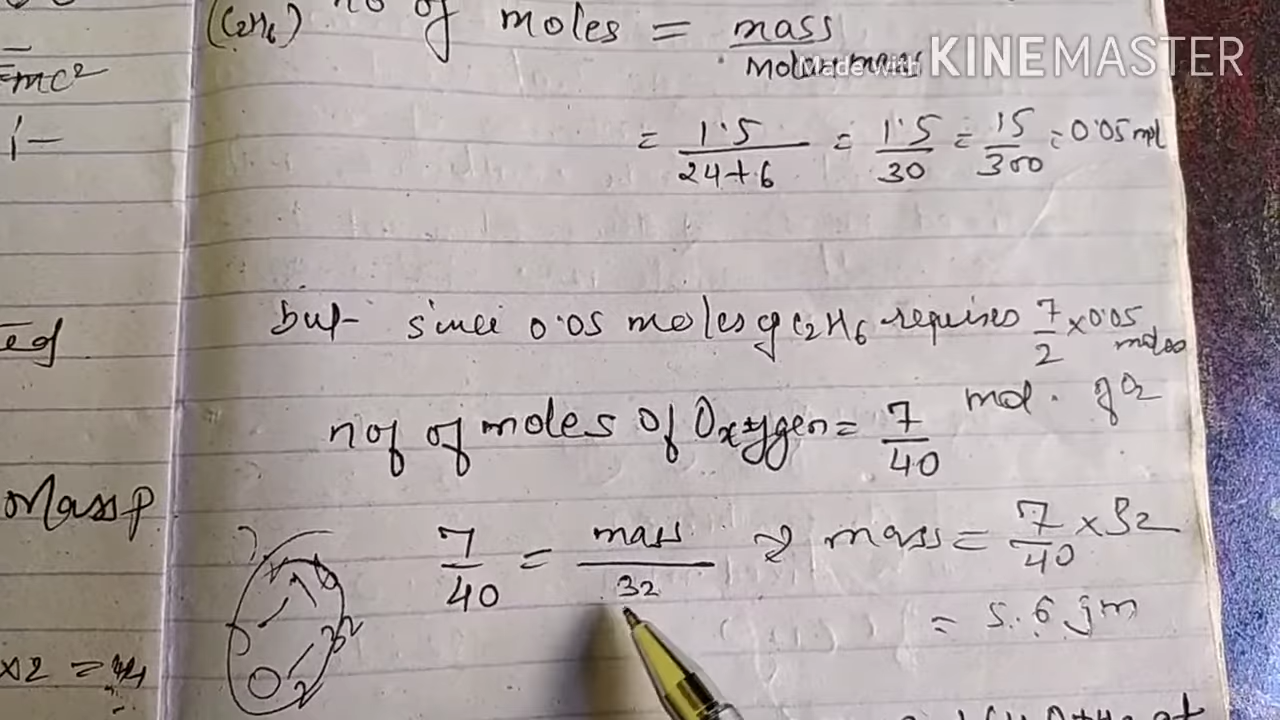 (C2H6) no of moles = mass / molar mass
Made with KINEMASTER
=mc²
1-
= 1.5 / 24+6 = 1.5 / 30 = 15 / 300 = 0.05 mol
but since 0.05 moles of C2H6 requires 7/2 × 0.05 moles
mol. of O2
nof of moles of Oxygen = 7/40
Mass
7/40 = mass / 32 mass = 7/40 × 32
= 5.6 gm
×2 =